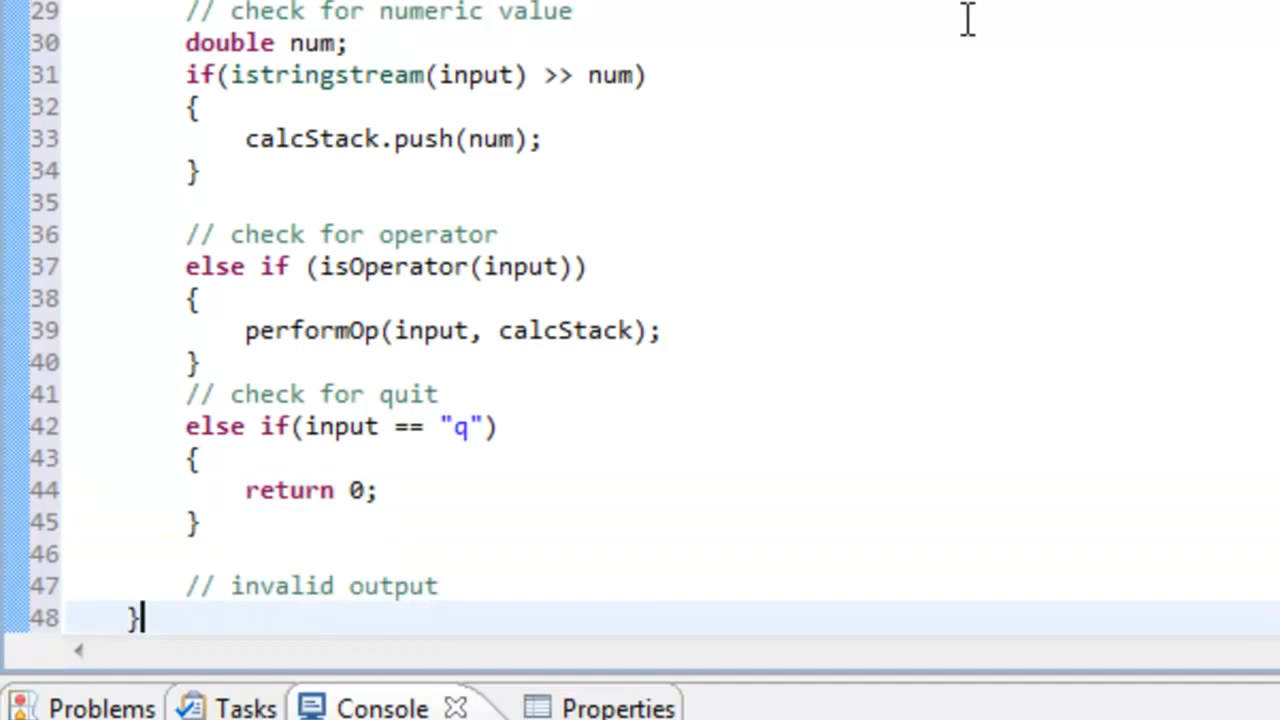 29 // check for numeric value
30 double num;
31 if(istringstream(input) >> num)
32 {
33 calcStack.push(num);
34 }
35
36 // check for operator
37 else if (isOperator(input))
38 {
39 performOp(input, calcStack);
40 }
41 // check for quit
42 else if(input == "q")
43 {
44 return 0;
45 }
46
47 // invalid output
48 }
Problems Tasks Console Properties